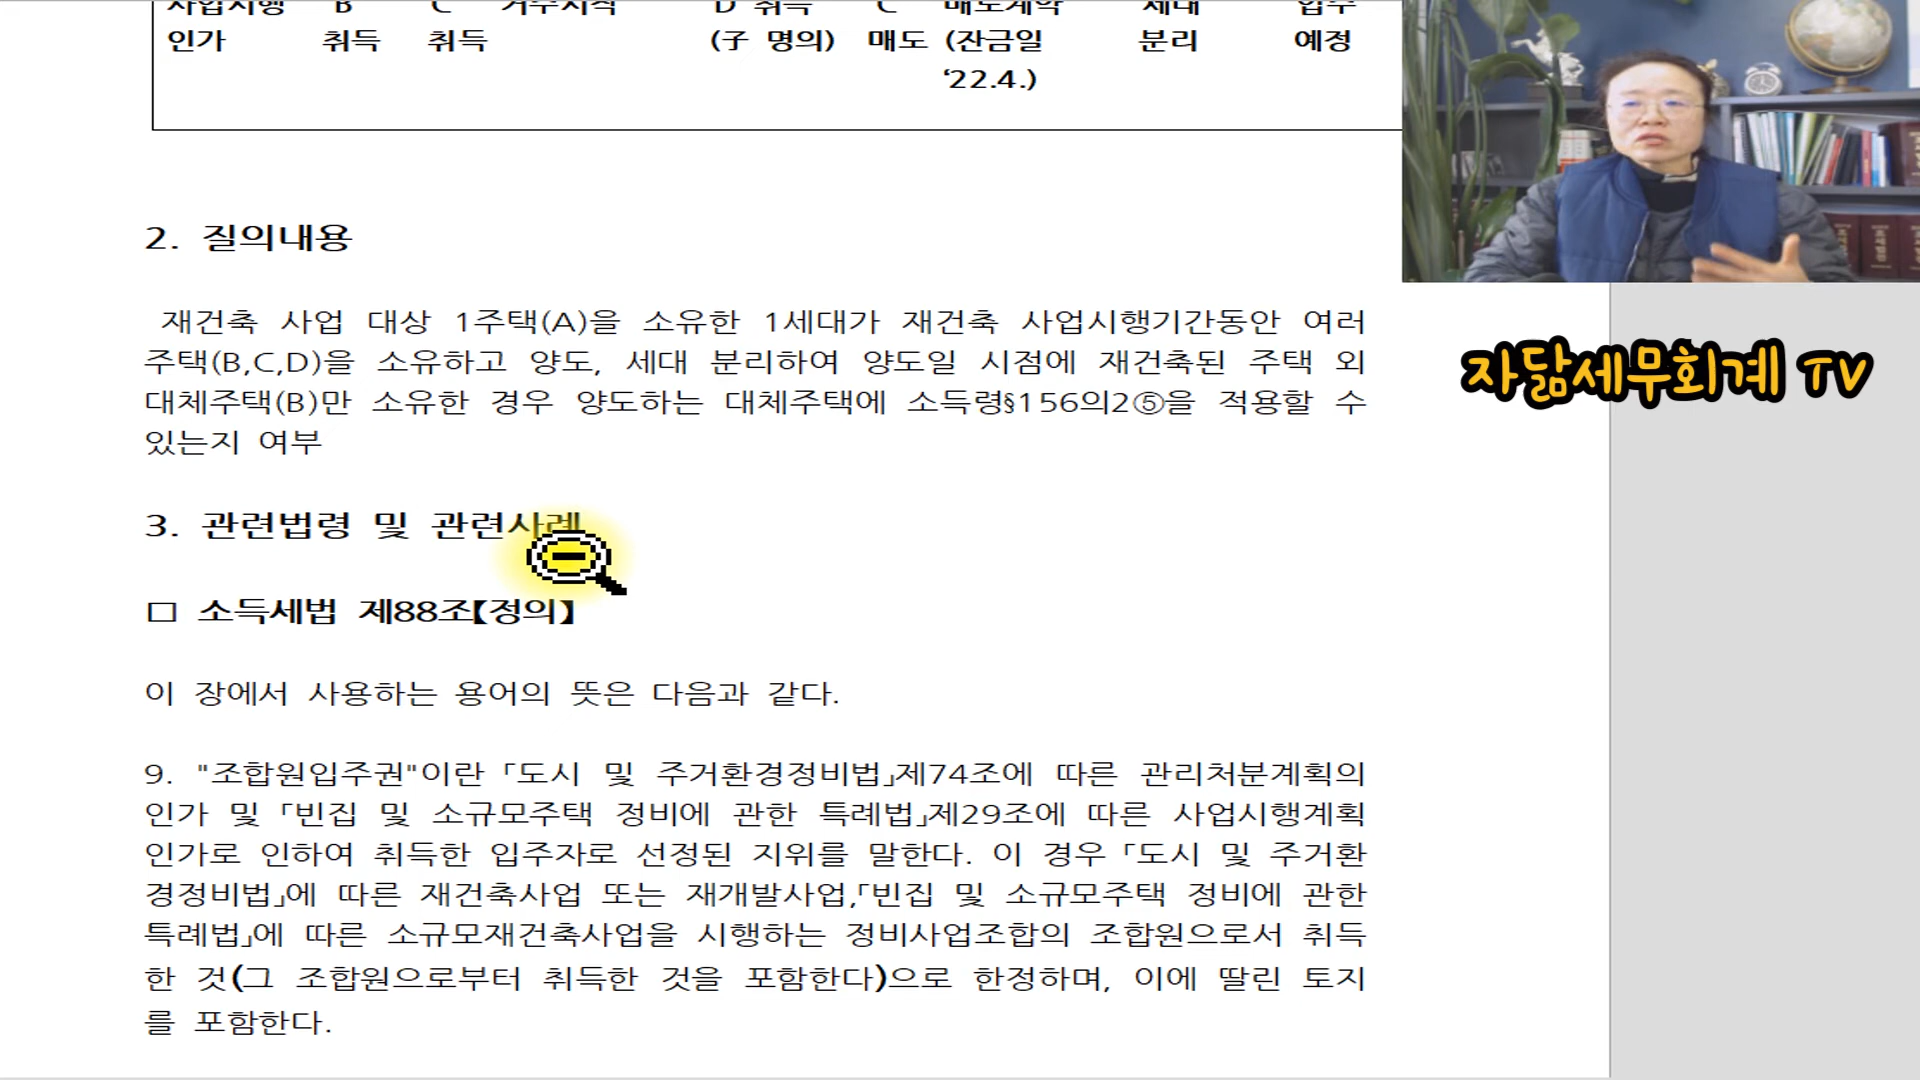 사업시행 B C 거주시작 D 취득 C 매도계약 세대 입주
인가 취득 취득 (子 명의) 매도 (잔금일 분리 예정
‘22.4.)
2. 질의내용
재건축 사업 대상 1주택(A)을 소유한 1세대가 재건축 사업시행기간동안 여러
주택(B,C,D)을 소유하고 양도, 세대 분리하여 양도일 시점에 재건축된 주택 외
대체주택(B)만 소유한 경우 양도하는 대체주택에 소득령§156의2⑤을 적용할 수
있는지 여부
자닮세무회계 TV
3. 관련법령 및 관련사례
□ 소득세법 제88조【정의】
이 장에서 사용하는 용어의 뜻은 다음과 같다.
9. "조합원입주권"이란 「도시 및 주거환경정비법」제74조에 따른 관리처분계획의
인가 및 「빈집 및 소규모주택 정비에 관한 특례법」제29조에 따른 사업시행계획
인가로 인하여 취득한 입주자로 선정된 지위를 말한다. 이 경우 「도시 및 주거환
경정비법」에 따른 재건축사업 또는 재개발사업,「빈집 및 소규모주택 정비에 관한
특례법」에 따른 소규모재건축사업을 시행하는 정비사업조합의 조합원으로서 취득
한 것(그 조합원으로부터 취득한 것을 포함한다)으로 한정하며, 이에 딸린 토지
를 포함한다.